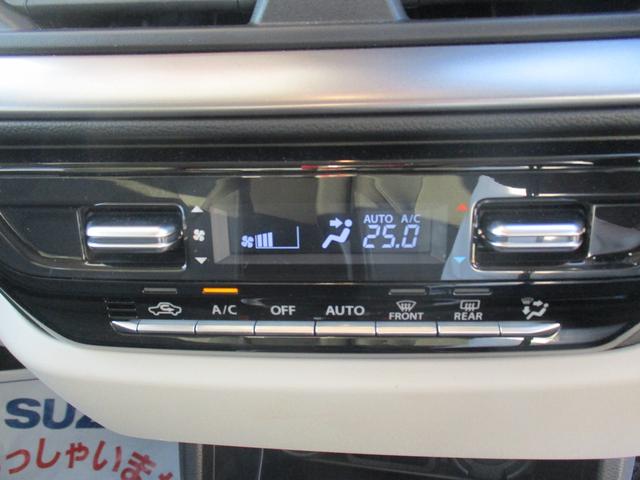 AUTO A/C
25.0
A/C
OFF
AUTO
FRONT
REAR
SUZ
っしゃいま